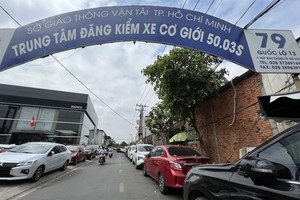 SỞ GIAO THÔNG VẬN TẢI TP. HỒ CHÍ MINH
TRUNG TÂM ĐĂNG KIỂM XE CƠ GIỚI 50.03S
79
QUỐC LỘ 13